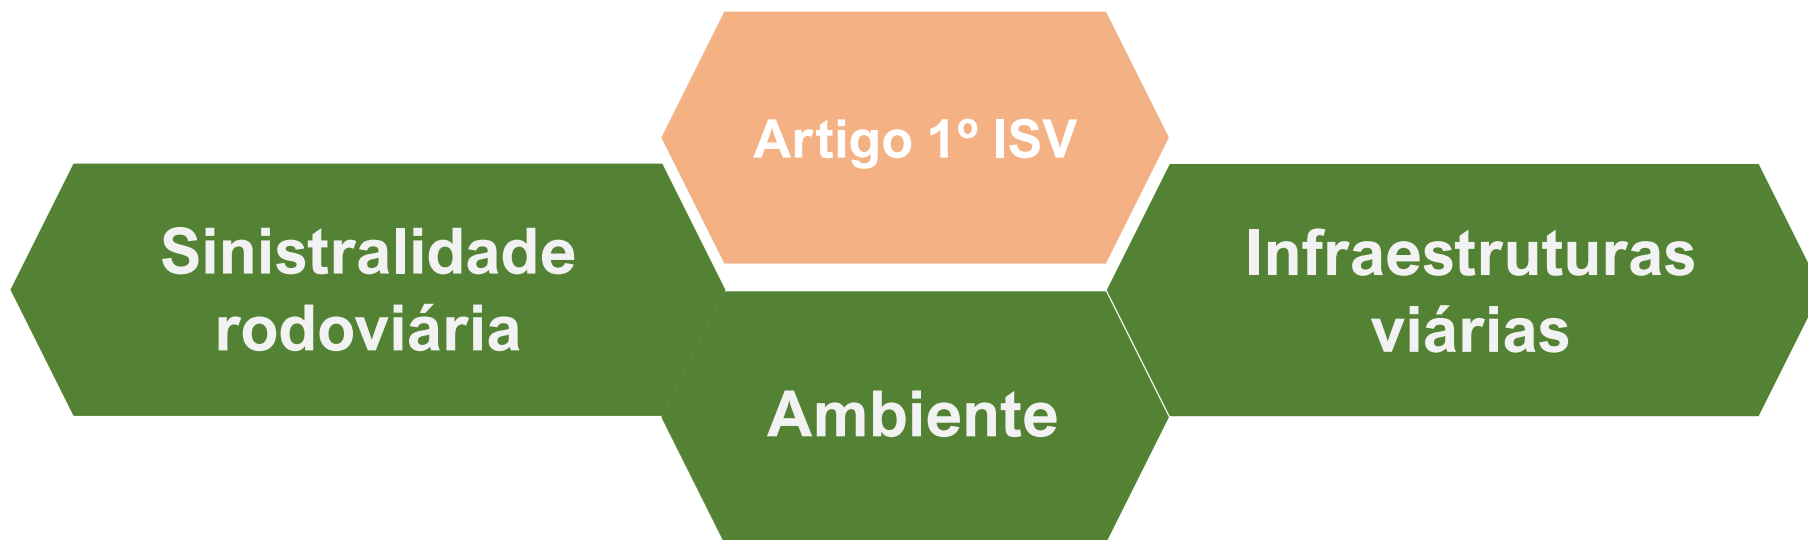 Artigo 1º ISV
Sinistralidade
rodoviária
Ambiente
Infraestruturas
viárias